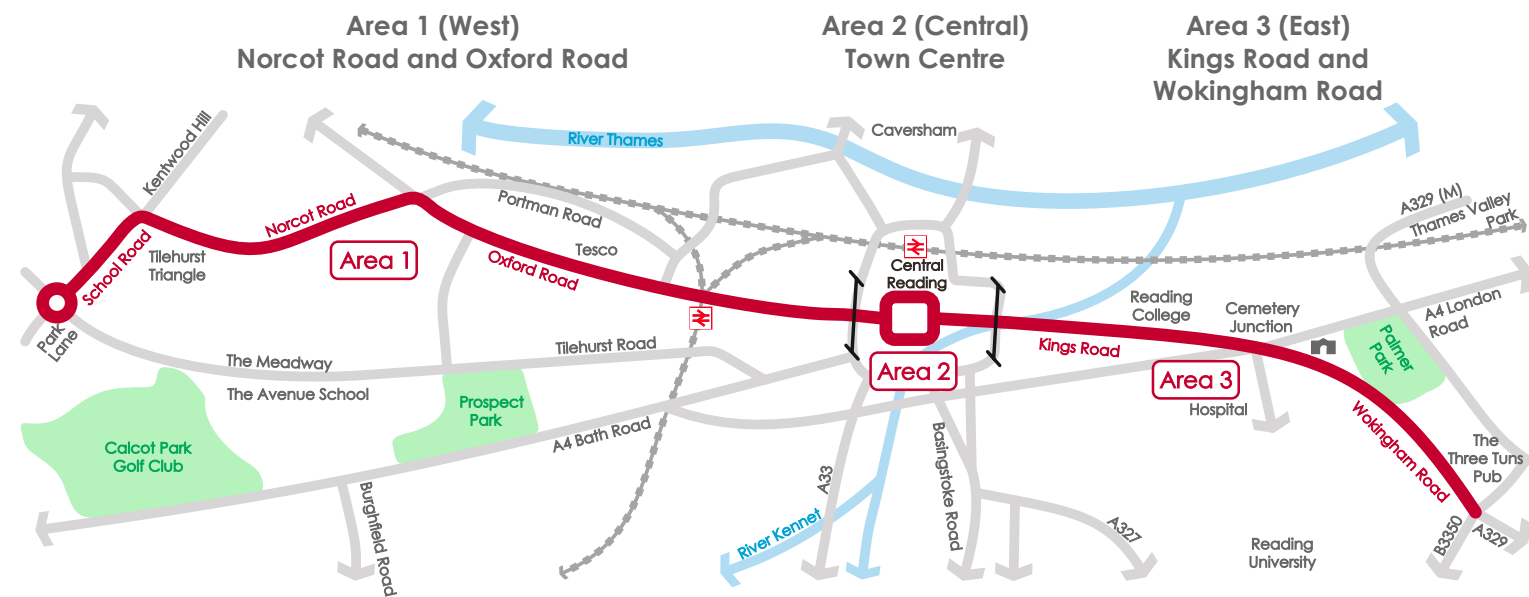 Area 1 (West)
Norcot Road and Oxford Road
Area 2 (Central)
Town Centre
Area 3 (East)
Kings Road and
Wokingham Road
Kentwood Hill
River Thames
Caversham
A329 (M)
Thames Valley
Park
Norcot Road
Portman Road
School Road
Tilehurst
Triangle
Area 1
Tesco
Oxford Road
Central
Reading
Reading
College
Cemetery
Junction
A4 London
Road
Park
Lane
The Meadway
Tilehurst Road
Kings Road
Palmer
Park
Area 2
Area 3
The Avenue School
Prospect
Park
Hospital
Calcot Park
Golf Club
A4 Bath Road
Wokingham Road
The
Three Tuns
Pub
Burghfield Road
A33
Basingstoke Road
River Kennet
A327
Reading
University
B3350
A329